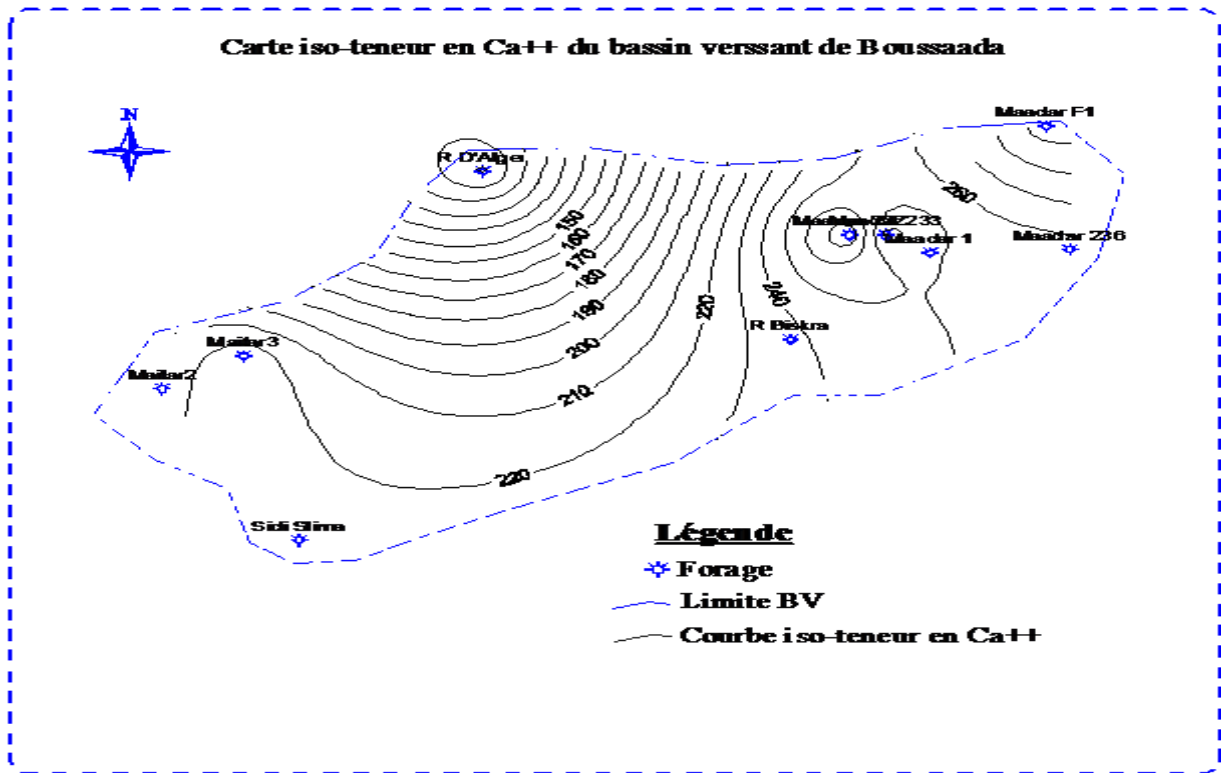 Carte iso-teneur en Ca++ du bassin verssant de Boussaada
N
Maadar F1
R D'Alger
260
150
160
170
180
190
200
210
220
220
240
233
Maadar 1
Maadar 236
R Biskra
Maitar3
Maitar2
Sidi Slima
Légende
Forage
Limite BV
Courbe iso-teneur en Ca++